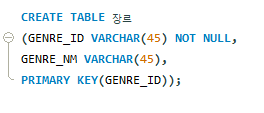 CREATE TABLE 장르
(GENRE_ID VARCHAR(45) NOT NULL,
GENRE_NM VARCHAR(45),
PRIMARY KEY(GENRE_ID));